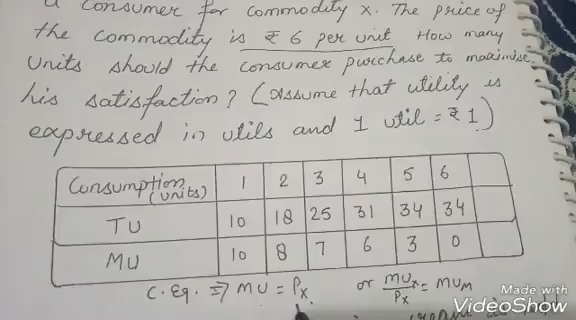 a consumer for commodity x. The price of
the commodity is ₹ 6 per unit How many
units should the consumer purchase to maximise
his satisfaction? (Assume that utility is
expressed in utils and 1 util = ₹ 1)
Consumption (units) 1 2 3 4 5 6
TU 10 18 25 31 34 34
MU 10 8 7 6 3 0
C. Eq. ⇒ MU = Px. or MUx/Px = MUM
Made with
VideoShow